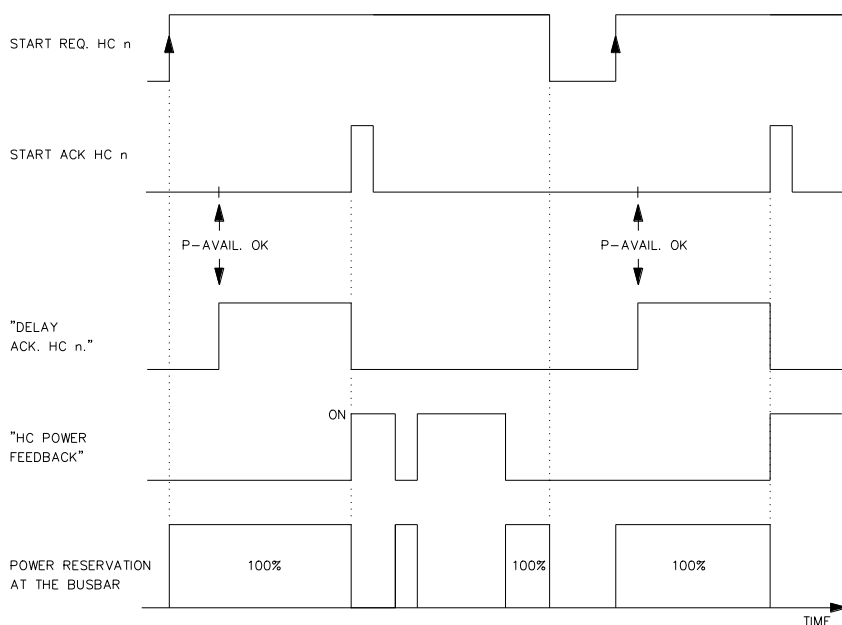 START REQ. HC n
START ACK HC n
P-AVAIL. OK
P-AVAIL. OK
"DELAY
ACK. HC n."
ON
"HC POWER
FEEDBACK"
POWER RESERVATION
AT THE BUSBAR
100%
100%
100%
TIME